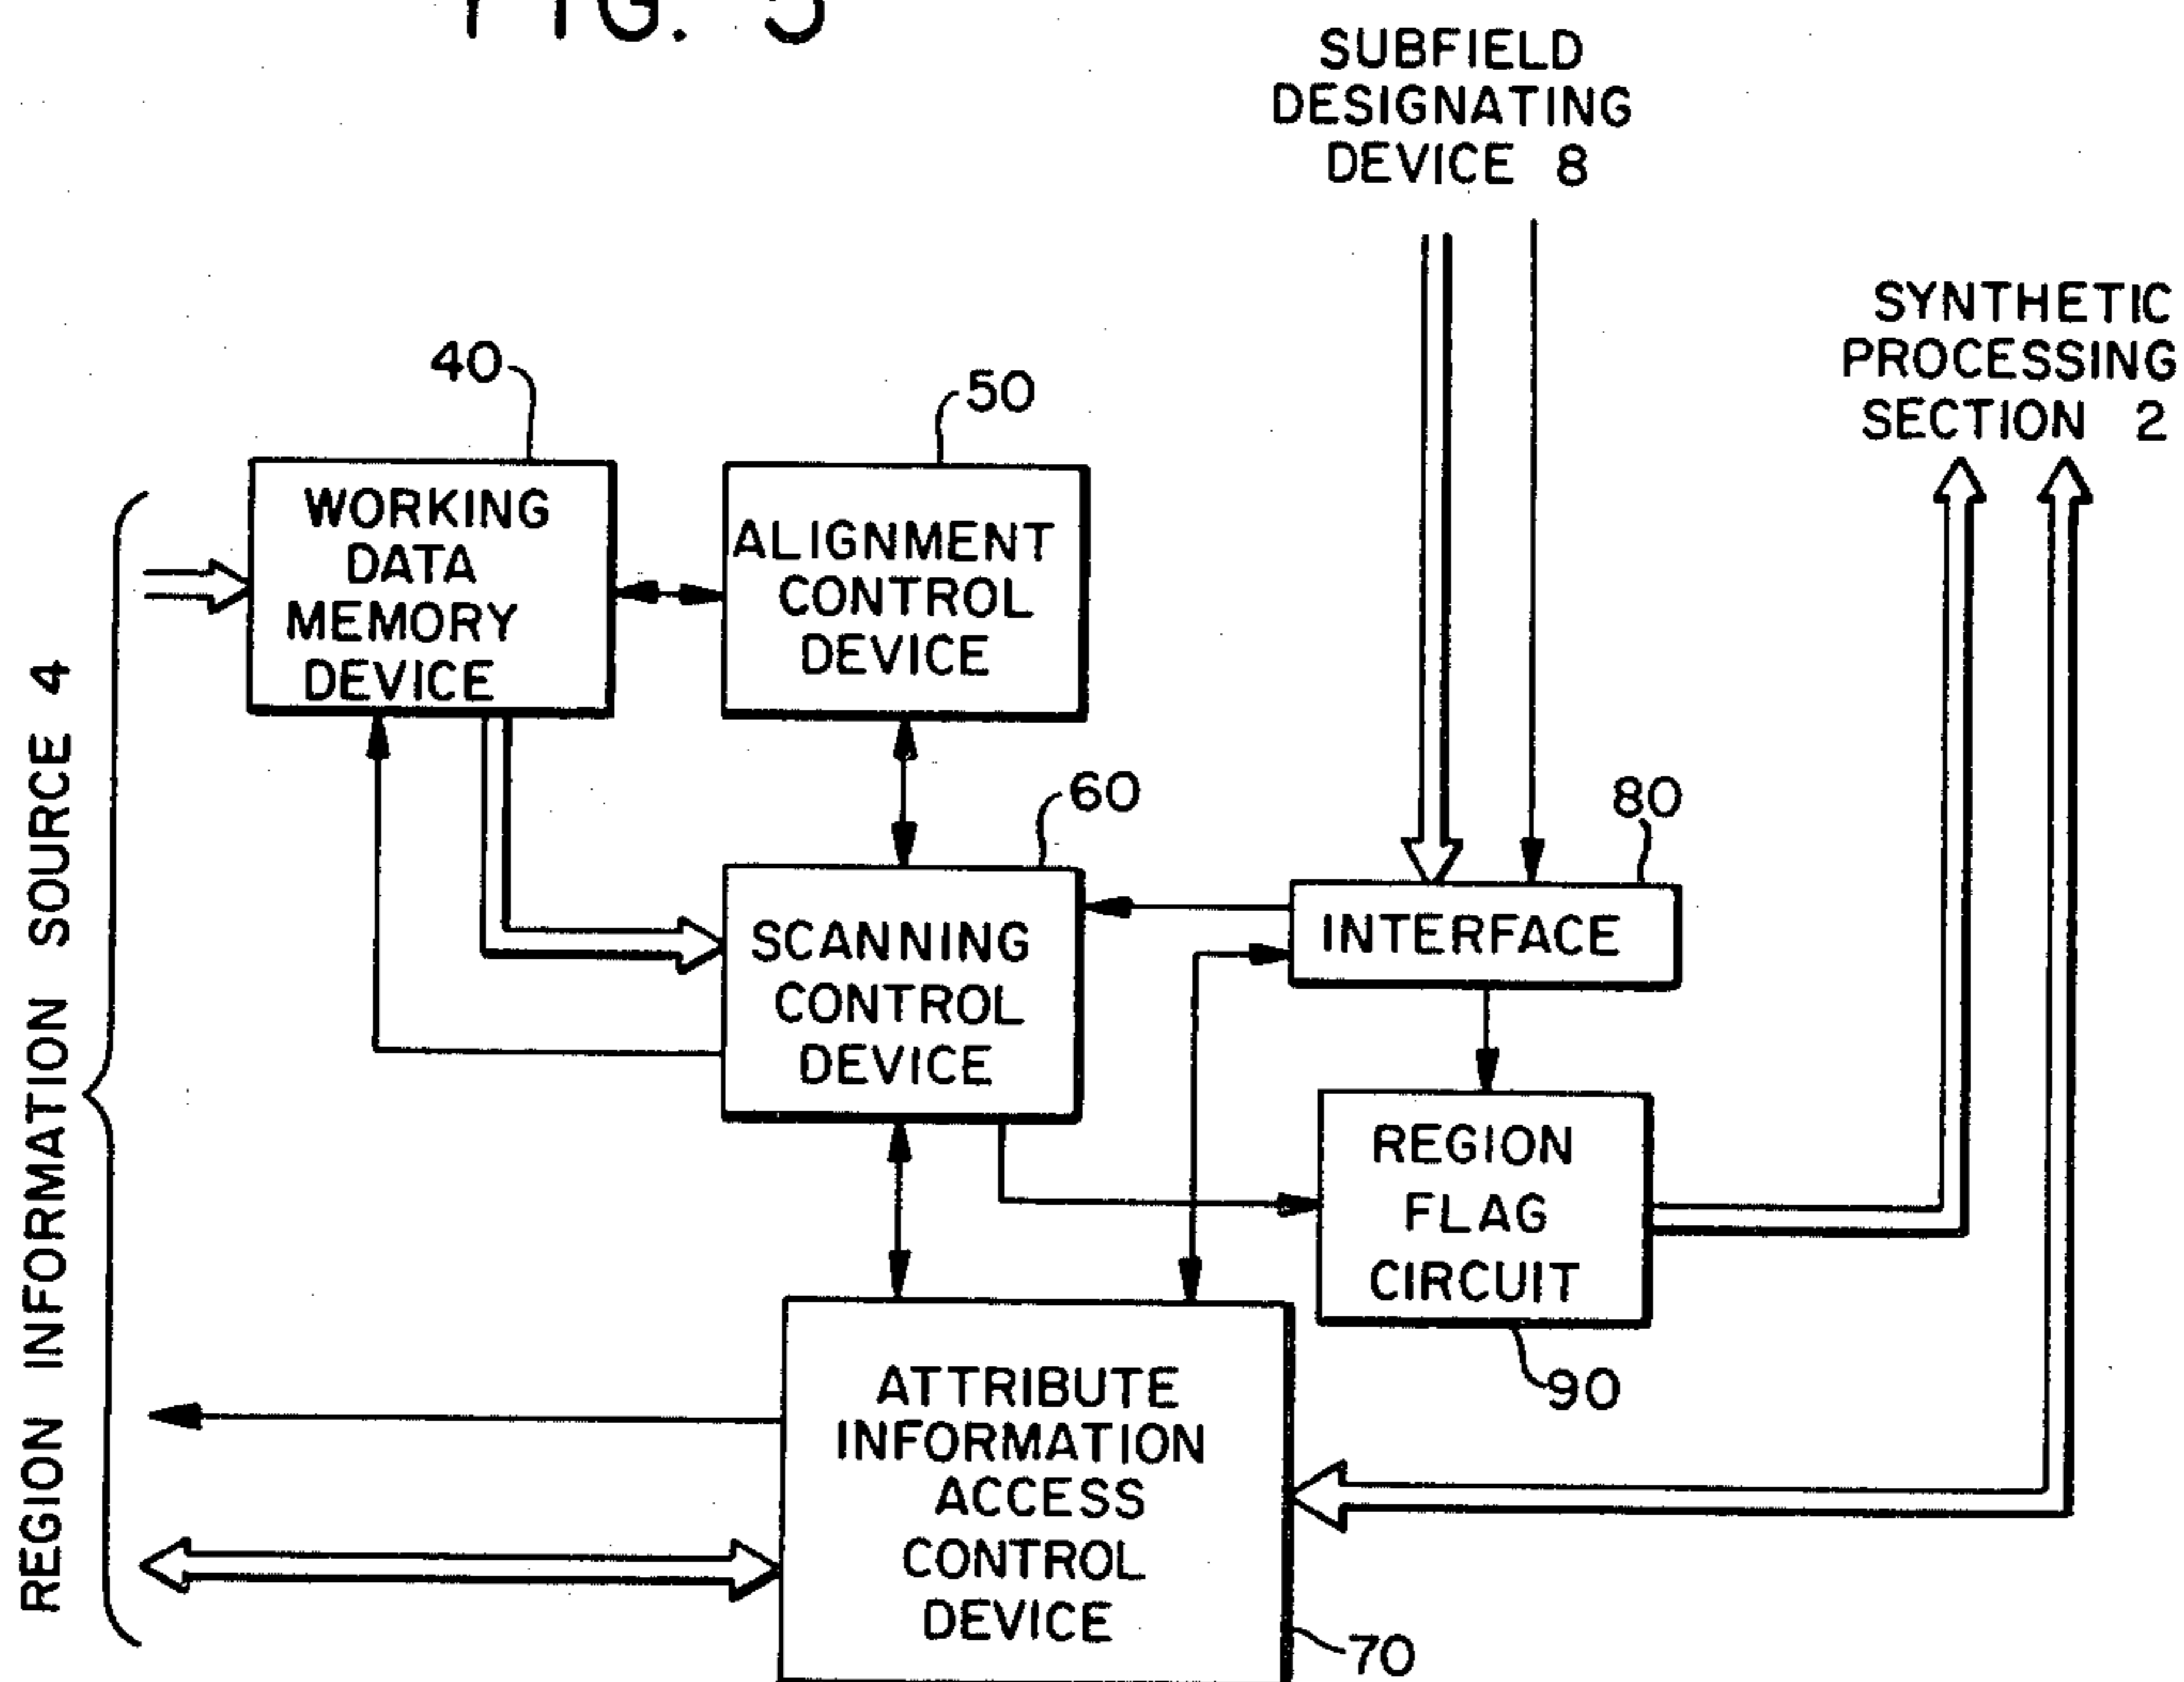 FIG. 5
SUBFIELD
DESIGNATING
DEVICE 8
SYNTHETIC
PROCESSING
SECTION 2
40
50
WORKING
DATA
MEMORY
DEVICE
ALIGNMENT
CONTROL
DEVICE
REGION INFORMATION SOURCE 4
60
80
SCANNING
CONTROL
DEVICE
INTERFACE
REGION
FLAG
CIRCUIT
90
ATTRIBUTE
INFORMATION
ACCESS
CONTROL
DEVICE
70